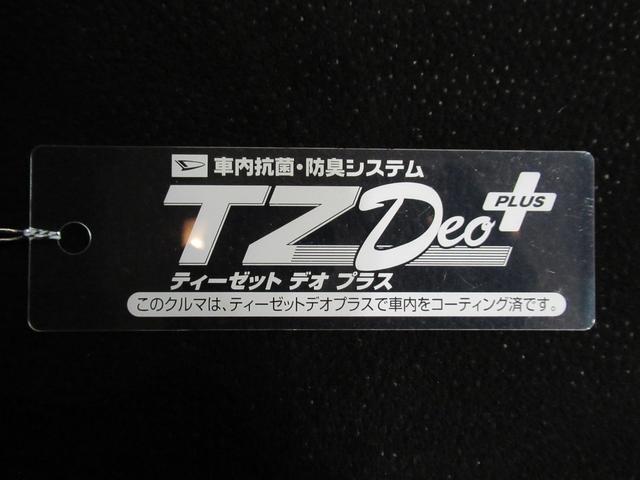 車内抗菌・防臭システム
TZ Deo PLUS
ティーゼット デオ プラス
このクルマは、ティーゼットデオプラスで車内をコーティング済です。